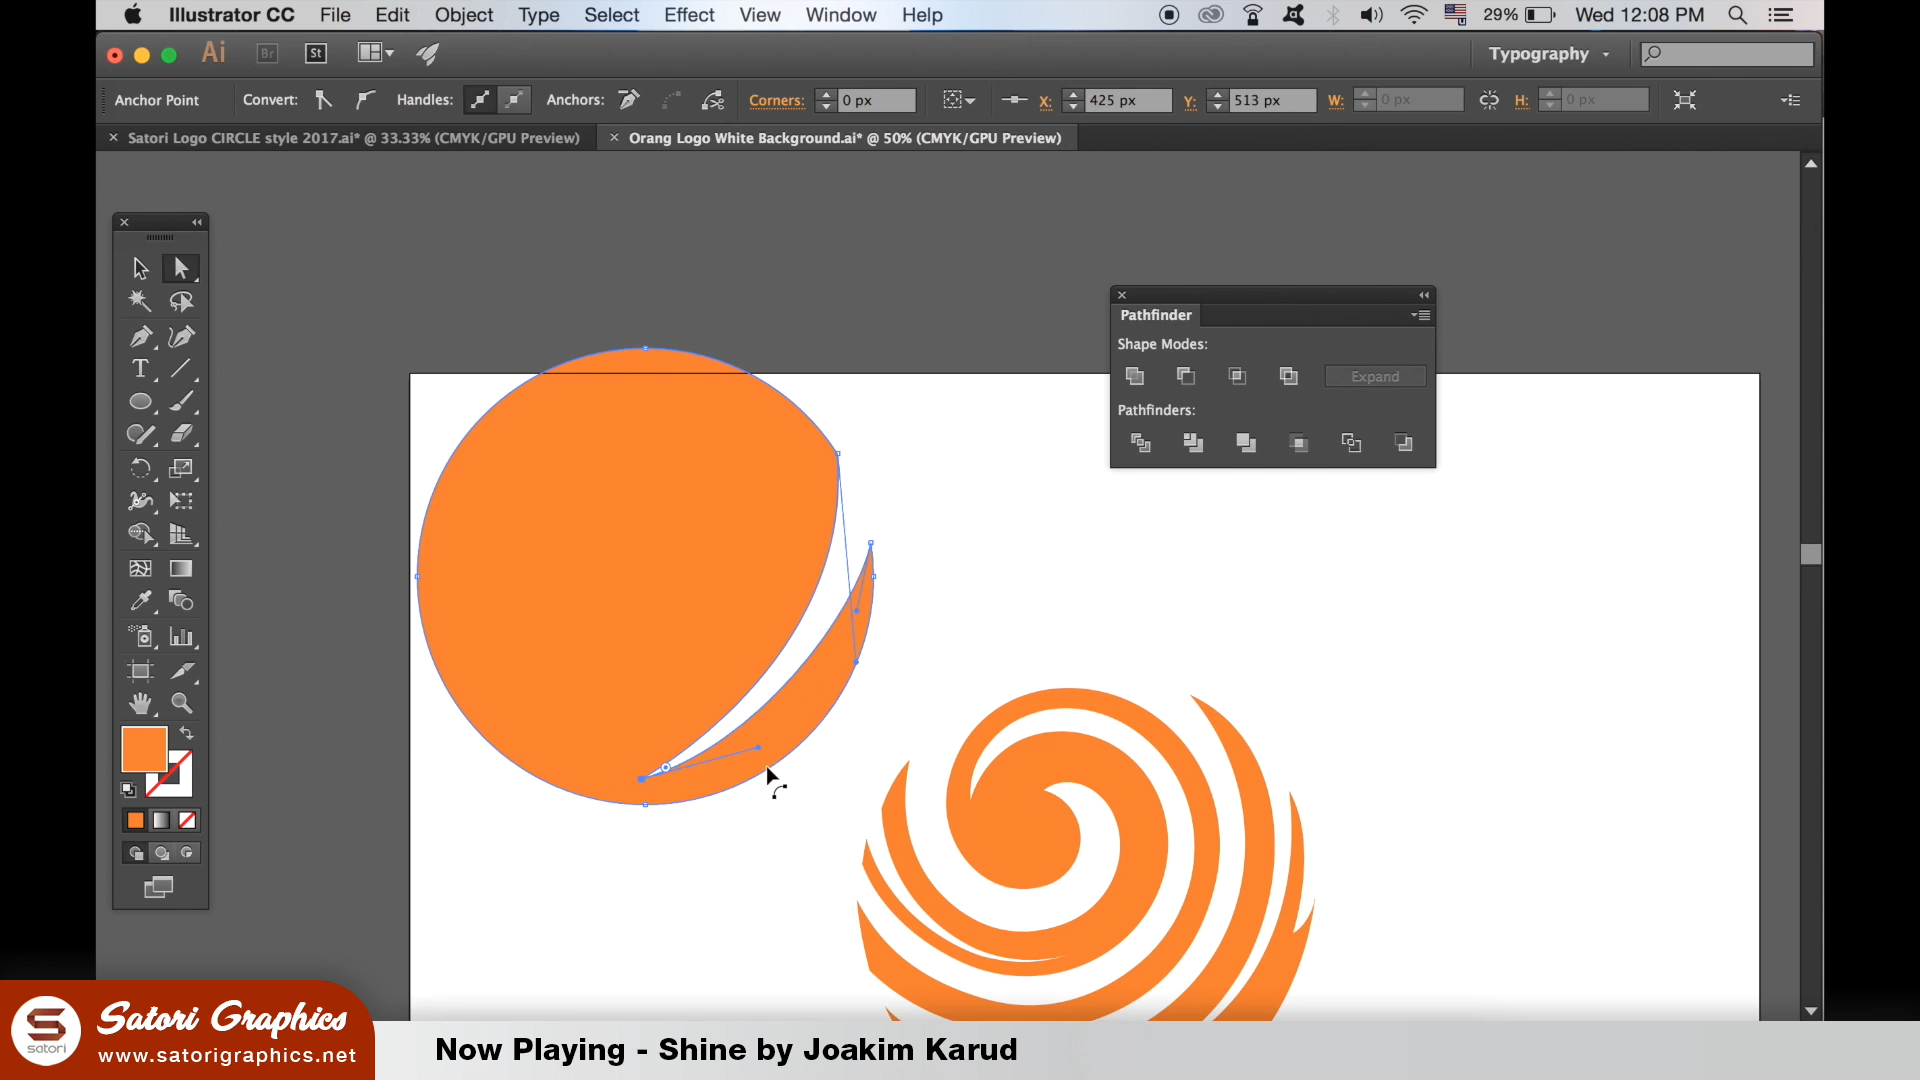 Illustrator CC File Edit Object Type Select Effect View Window Help 29% Wed 12:08 PM
Ai Br St Typography
Anchor Point Convert: Handles: Anchors: Corners: 0 px X: 425 px Y: 513 px W: 0 px H: 0 px
Satori Logo CIRCLE style 2017.ai* @ 33.33% (CMYK/GPU Preview) Orang Logo White Background.ai* @ 50% (CMYK/GPU Preview)
Pathfinder
Shape Modes:
Expand
Pathfinders:
T
Satori Graphics
satori
www.satorigraphics.net
Now Playing - Shine by Joakim Karud